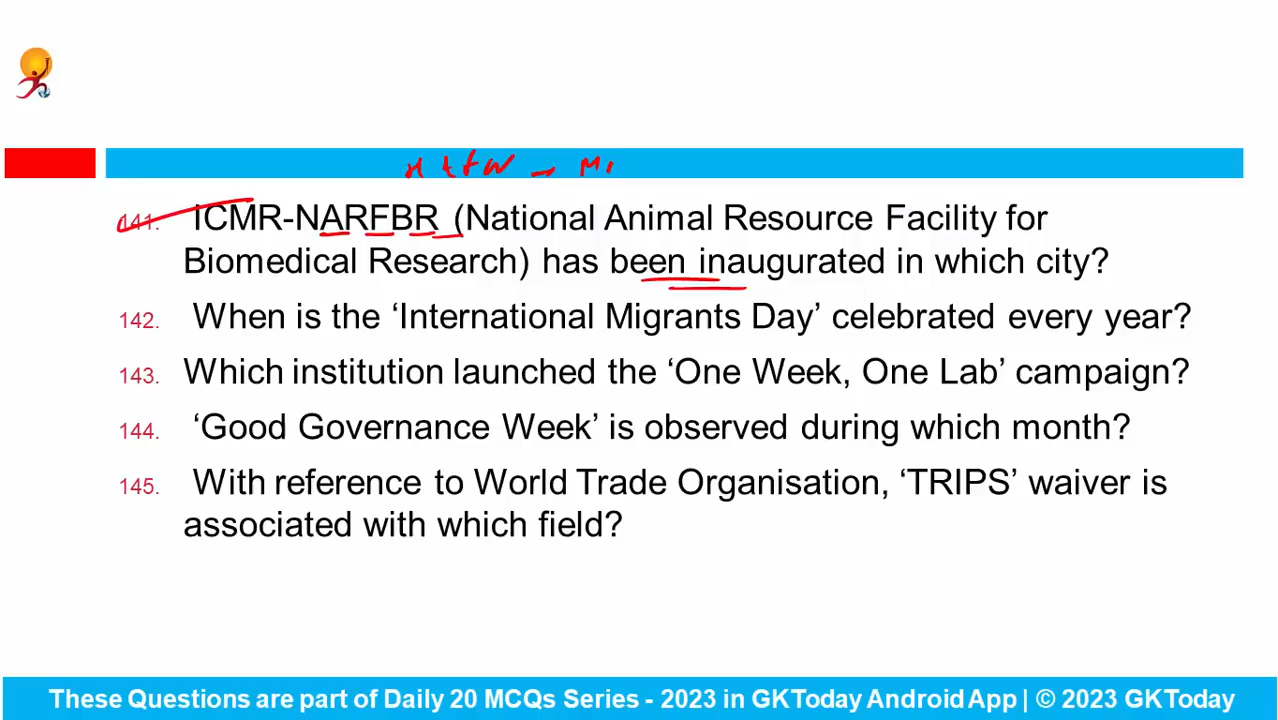 H & FW - Mi
141. ICMR-NARFBR (National Animal Resource Facility for
Biomedical Research) has been inaugurated in which city?
142. When is the ‘International Migrants Day’ celebrated every year?
143. Which institution launched the ‘One Week, One Lab’ campaign?
144. ‘Good Governance Week’ is observed during which month?
145. With reference to World Trade Organisation, ‘TRIPS’ waiver is
associated with which field?
These Questions are part of Daily 20 MCQs Series - 2023 in GKToday Android App | © 2023 GKToday